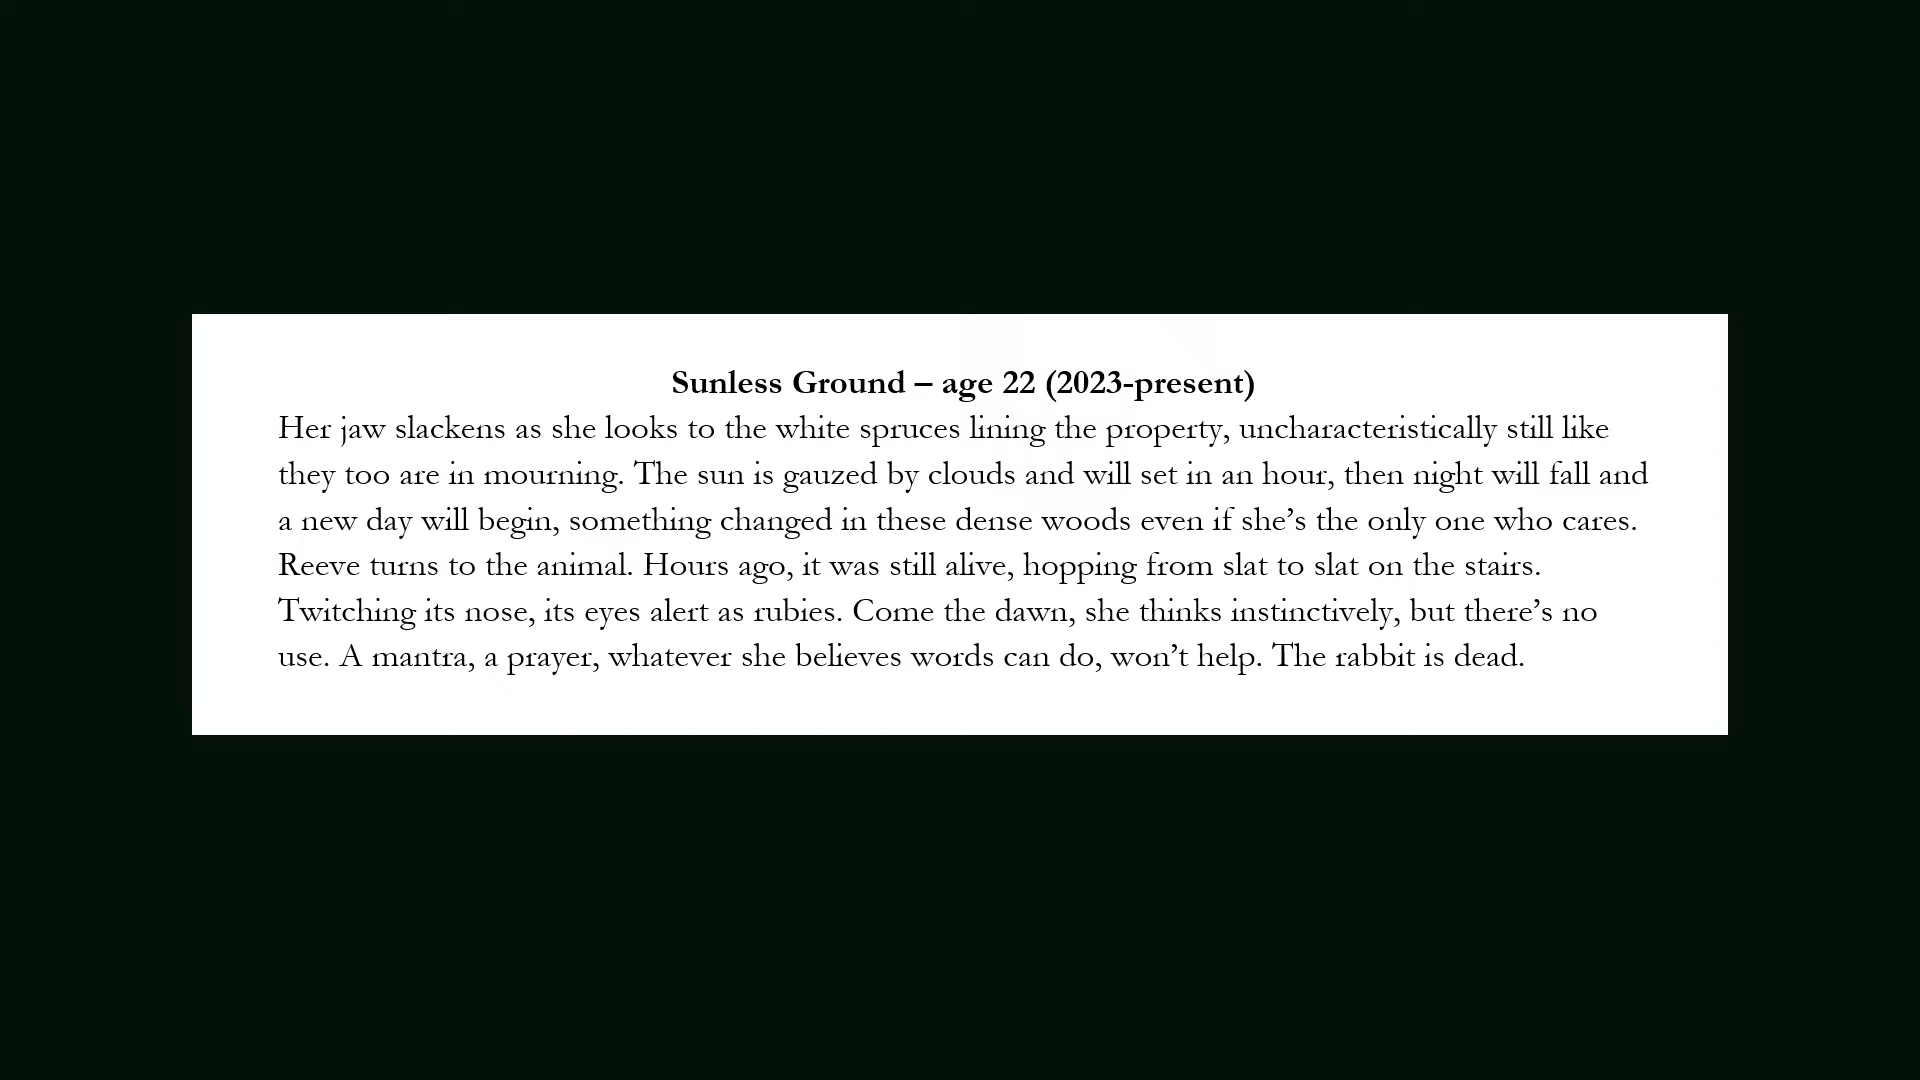 Sunless Ground – age 22 (2023-present)
Her jaw slackens as she looks to the white spruces lining the property, uncharacteristically still like
they too are in mourning. The sun is gauzed by clouds and will set in an hour, then night will fall and
a new day will begin, something changed in these dense woods even if she’s the only one who cares.
Reeve turns to the animal. Hours ago, it was still alive, hopping from slat to slat on the stairs.
Twitching its nose, its eyes alert as rubies. Come the dawn, she thinks instinctively, but there’s no
use. A mantra, a prayer, whatever she believes words can do, won’t help. The rabbit is dead.